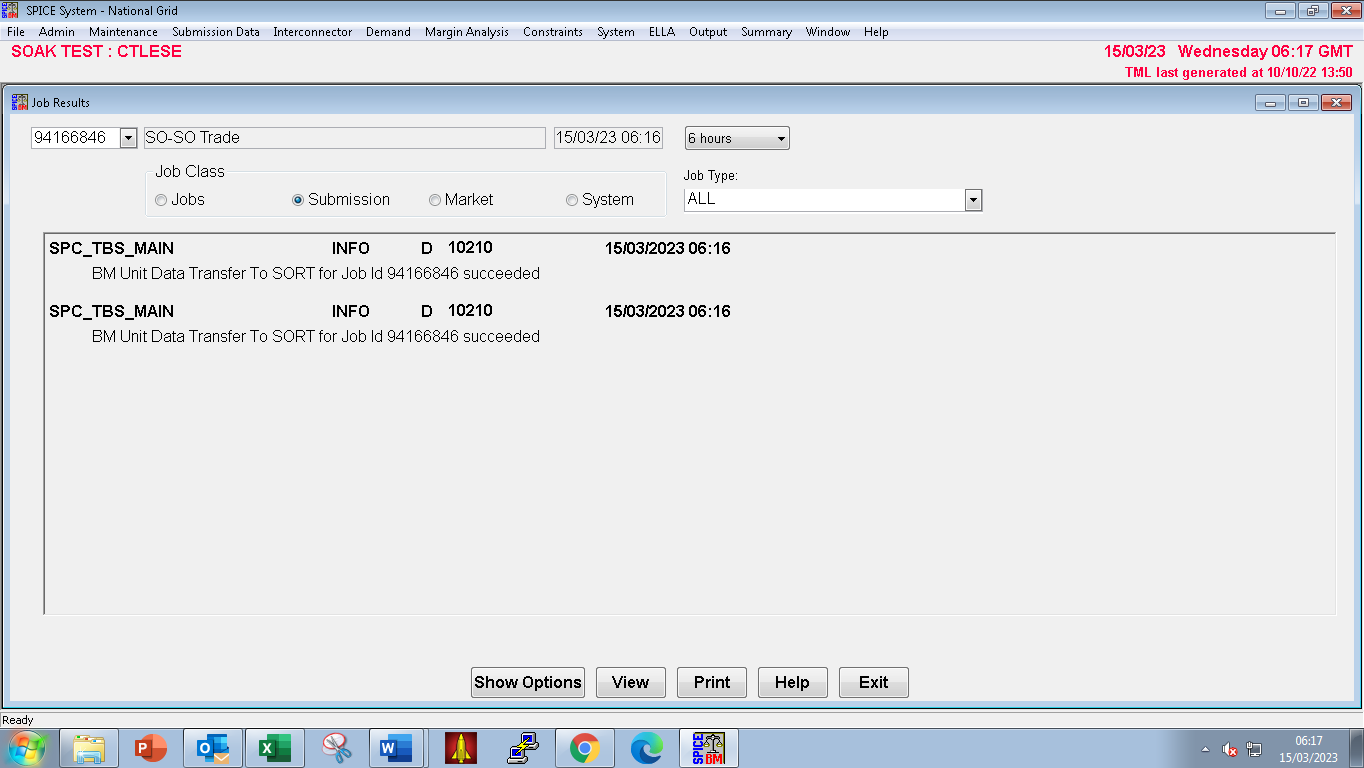 SPICE System - National Grid
File Admin Maintenance Submission Data Interconnector Demand Margin Analysis Constraints System ELLA Output Summary Window Help
SOAK TEST : CTLESE 15/03/23 Wednesday 06:17 GMT
TML last generated at 10/10/22 13:50
Job Results
94166846 SO-SO Trade 15/03/23 06:16 6 hours
Job Class
Job Type:
Jobs Submission Market System
ALL
SPC_TBS_MAIN INFO D 10210 15/03/2023 06:16
BM Unit Data Transfer To SORT for Job Id 94166846 succeeded
SPC_TBS_MAIN INFO D 10210 15/03/2023 06:16
BM Unit Data Transfer To SORT for Job Id 94166846 succeeded
Show Options View Print Help Exit
Ready
06:17
15/03/2023
SPICE
BM